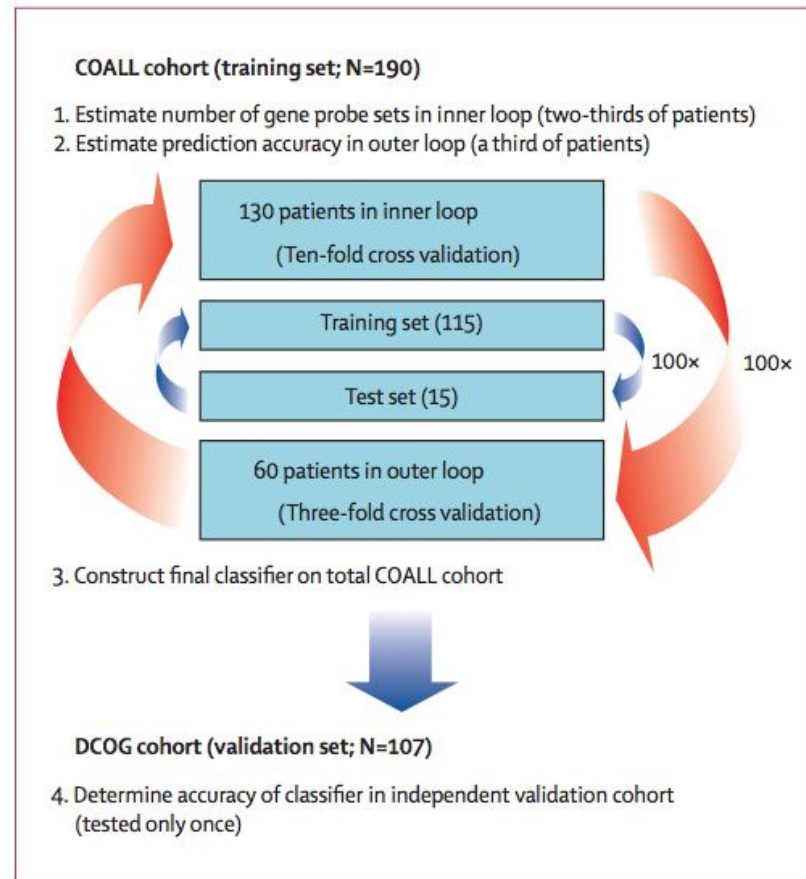 COALL cohort (training set; N=190)
1. Estimate number of gene probe sets in inner loop (two-thirds of patients)
2. Estimate prediction accuracy in outer loop (a third of patients)
130 patients in inner loop
(Ten-fold cross validation)
Training set (115)
100×
100×
Test set (15)
60 patients in outer loop
(Three-fold cross validation)
3. Construct final classifier on total COALL cohort
DCOG cohort (validation set; N=107)
4. Determine accuracy of classifier in independent validation cohort
(tested only once)